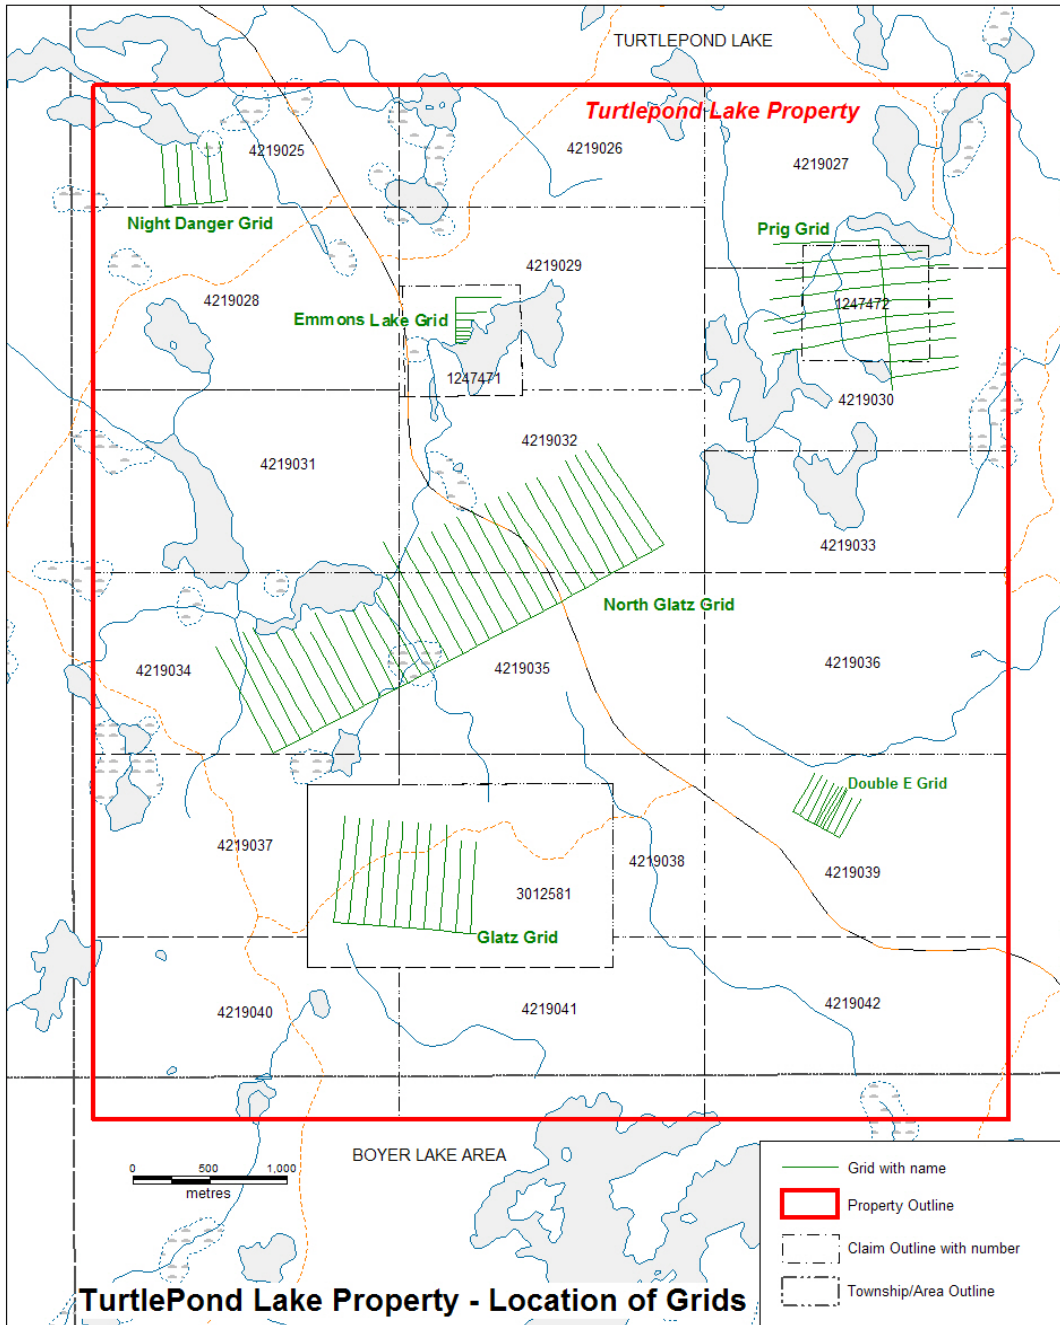 TURTLEPOND LAKE
Turtlepond Lake Property
4219025
4219026
4219027
Night Danger Grid
Prig Grid
4219029
4219028
1247472
Emmons Lake Grid
1247471
4219030
4219032
4219031
4219033
North Glatz Grid
4219034
4219035
4219036
Double E Grid
4219037
4219038
4219039
3012581
Glatz Grid
4219040
4219041
4219042
BOYER LAKE AREA
0 500 1,000
metres
Grid with name
Property Outline
Claim Outline with number
Township/Area Outline
TurtlePond Lake Property - Location of Grids